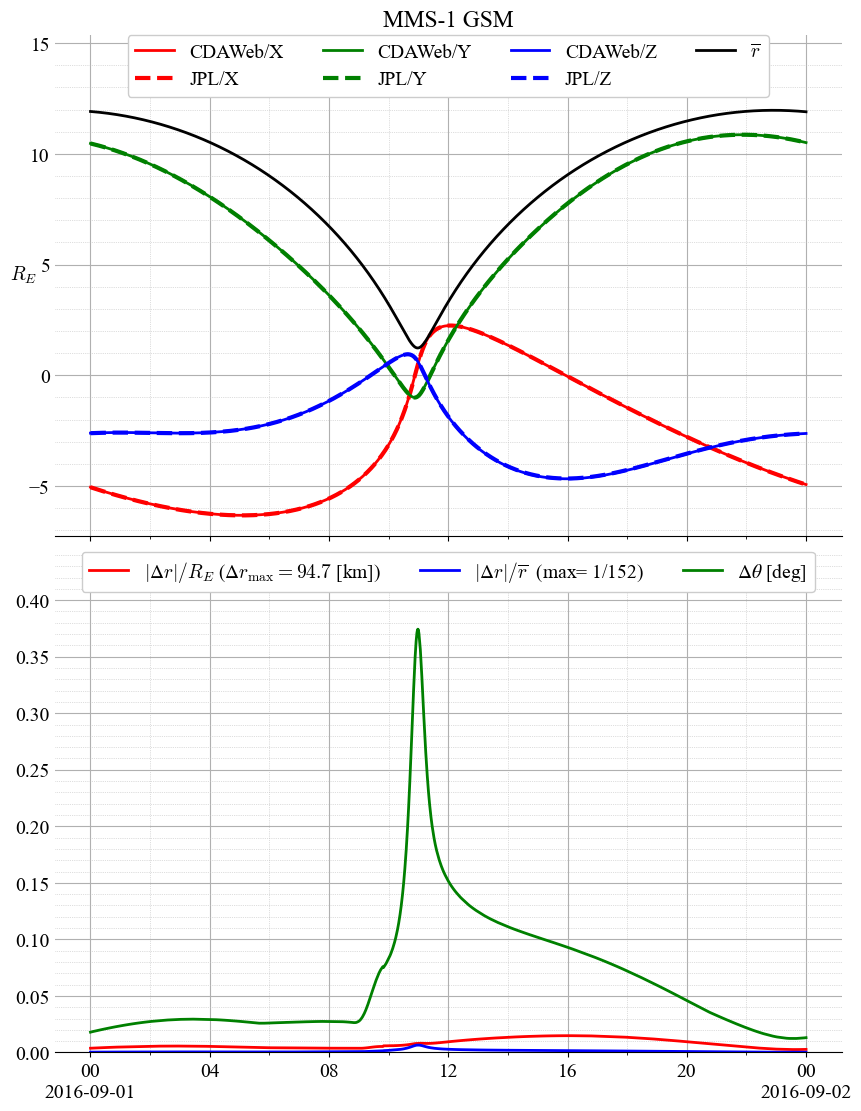 MMS-1 GSM
CDAWeb/X CDAWeb/Y CDAWeb/Z r̅
JPL/X JPL/Y JPL/Z
15
10
5
R_E
0
−5
|Δr|/R_E (Δr_max = 94.7 [km]) |Δr|/r̅ (max= 1/152) Δθ [deg]
0.40
0.35
0.30
0.25
0.20
0.15
0.10
0.05
0.00
00 04 08 12 16 20 00
2016-09-01 2016-09-02